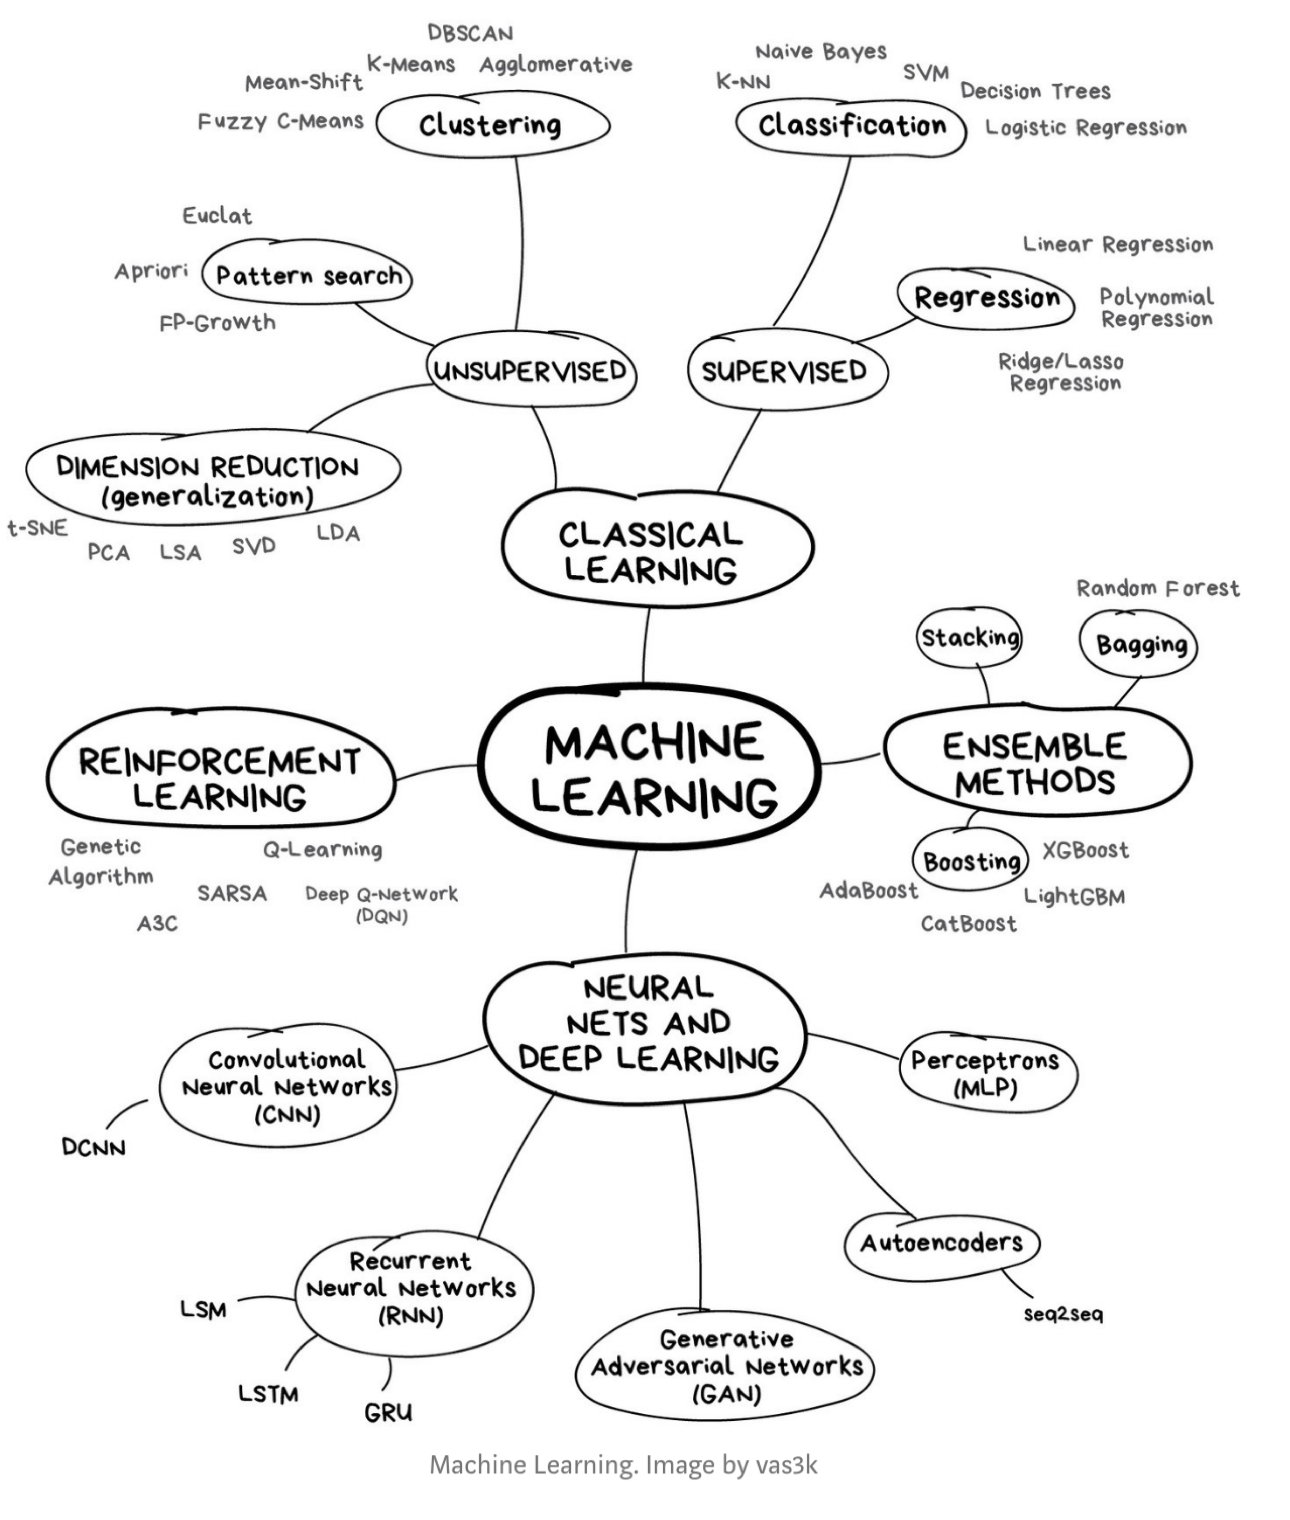 DBSCAN
K-Means
Agglomerative
Mean-Shift
Fuzzy C-Means
Clustering
Naive Bayes
K-NN
SVM
Decision Trees
Classification
Logistic Regression
Euclat
Apriori
Pattern search
FP-Growth
Linear Regression
Regression
Polynomial
Regression
Ridge/Lasso
Regression
UNSUPERVISED
SUPERVISED
DIMENSION REDUCTION
(generalization)
t-SNE
PCA
LSA
SVD
LDA
CLASSICAL
LEARNING
Random Forest
Stacking
Bagging
MACHINE
LEARNING
REINFORCEMENT
LEARNING
ENSEMBLE
METHODS
Genetic
Algorithm
Q-Learning
SARSA
Deep Q-Network
(DQN)
A3C
Boosting
XGBoost
AdaBoost
LightGBM
CatBoost
NEURAL
NETS AND
DEEP LEARNING
Convolutional
Neural Networks
(CNN)
DCNN
Perceptrons
(MLP)
Recurrent
Neural Networks
(RNN)
LSM
LSTM
GRU
Autoencoders
seq2seq
Generative
Adversarial Networks
(GAN)
Machine Learning. Image by vas3k